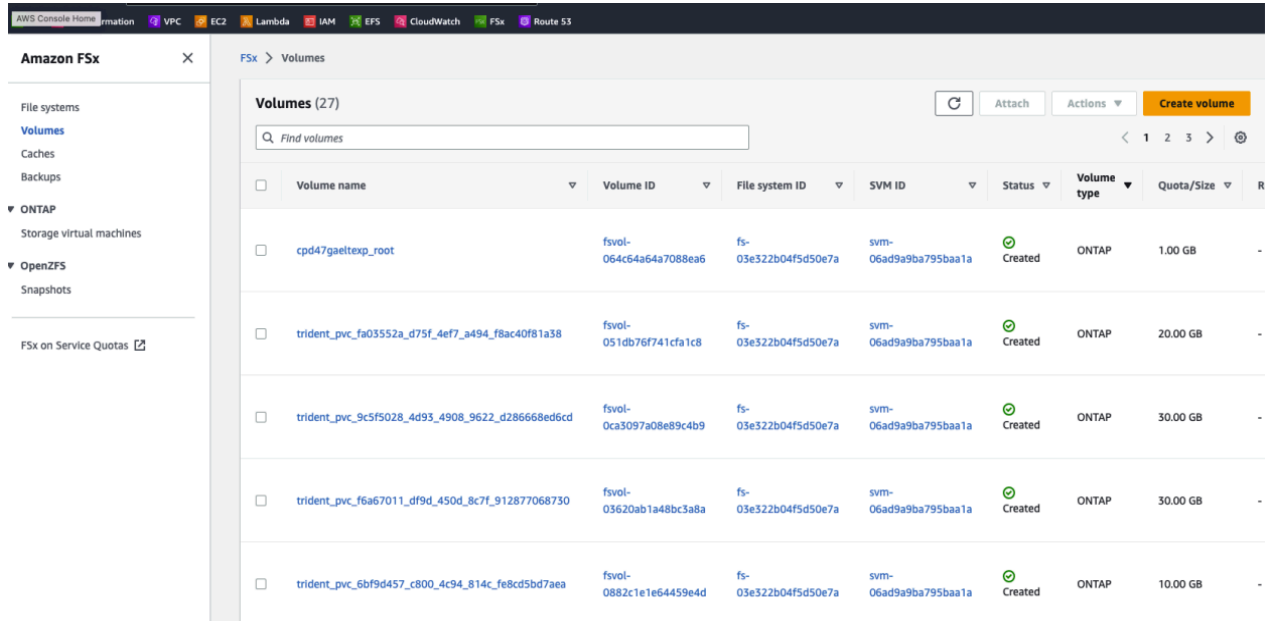 AWS Console Home rmation VPC EC2 Lambda IAM EFS CloudWatch FSx Route 53
Amazon FSx
File systems
Volumes
Caches
Backups
ONTAP
Storage virtual machines
OpenZFS
Snapshots
FSx on Service Quotas
FSx > Volumes
Volumes (27)
Attach
Actions
Create volume
Find volumes
1 2 3
Volume name
Volume ID
File system ID
SVM ID
Status
Volume
type
Quota/Size
R
cpd47gaeltexp_root
fsvol-
064c64a64a7088ea6
fs-
03e322b04f5d50e7a
svm-
06ad9a9ba795baa1a
Created
ONTAP
1.00 GB
-
trident_pvc_fa03552a_d75f_4ef7_a494_f8ac40f81a38
fsvol-
051db76f741cfa1c8
fs-
03e322b04f5d50e7a
svm-
06ad9a9ba795baa1a
Created
ONTAP
20.00 GB
-
trident_pvc_9c5f5028_4d93_4908_9622_d286668ed6cd
fsvol-
0ca3097a08e89c4b9
fs-
03e322b04f5d50e7a
svm-
06ad9a9ba795baa1a
Created
ONTAP
30.00 GB
-
trident_pvc_f6a67011_df9d_450d_8c7f_912877068730
fsvol-
03620ab1a48bc3a8a
fs-
03e322b04f5d50e7a
svm-
06ad9a9ba795baa1a
Created
ONTAP
30.00 GB
-
trident_pvc_6bf9d457_c800_4c94_814c_fe8cd5bd7aea
fsvol-
0882c1e1e64459e4d
fs-
03e322b04f5d50e7a
svm-
06ad9a9ba795baa1a
Created
ONTAP
10.00 GB
-